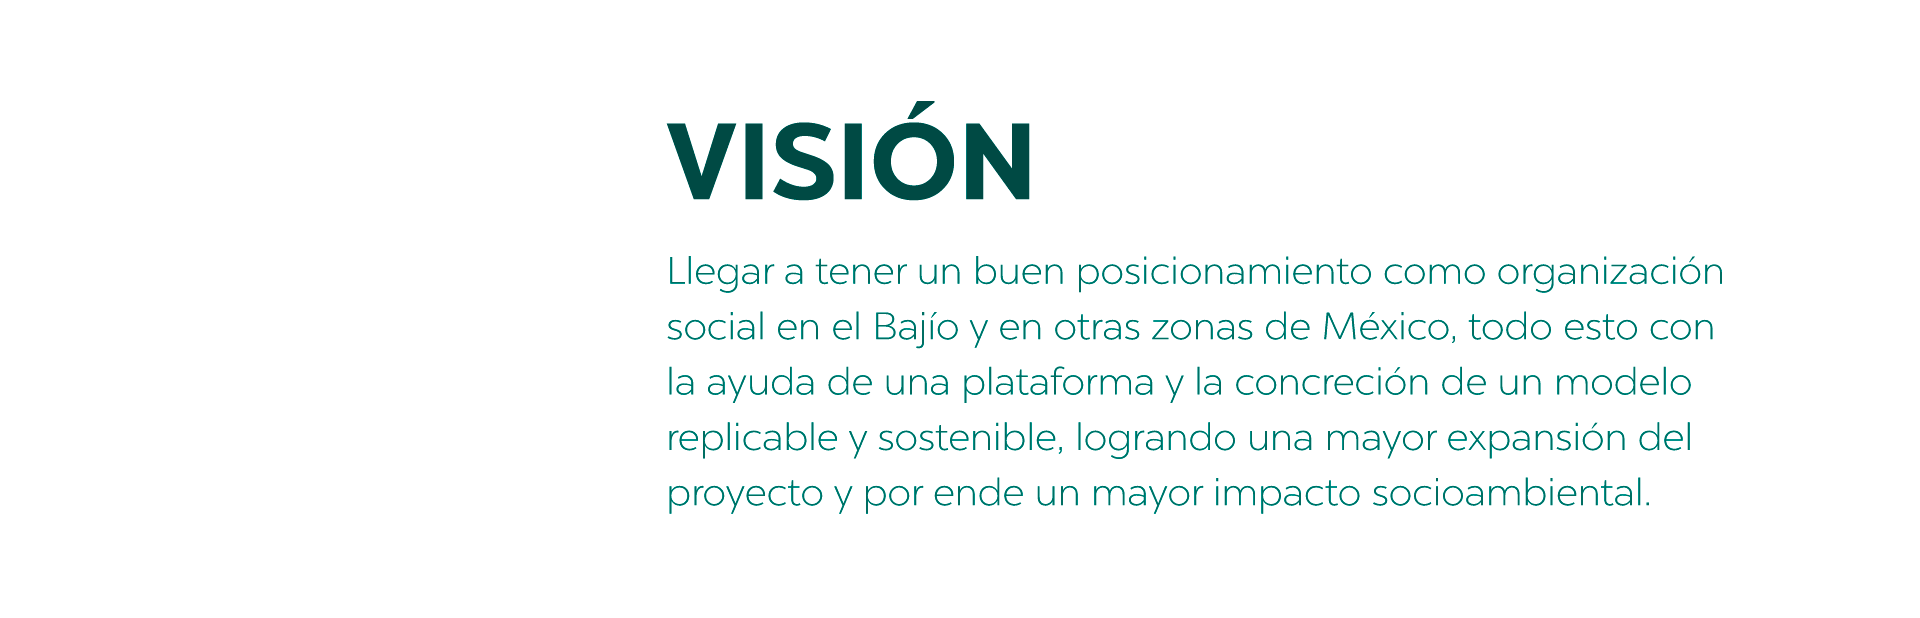 VISIÓN
Llegar a tener un buen posicionamiento como organización
social en el Bajío y en otras zonas de México, todo esto con
la ayuda de una plataforma y la concreción de un modelo
replicable y sostenible, logrando una mayor expansión del
proyecto y por ende un mayor impacto socioambiental.